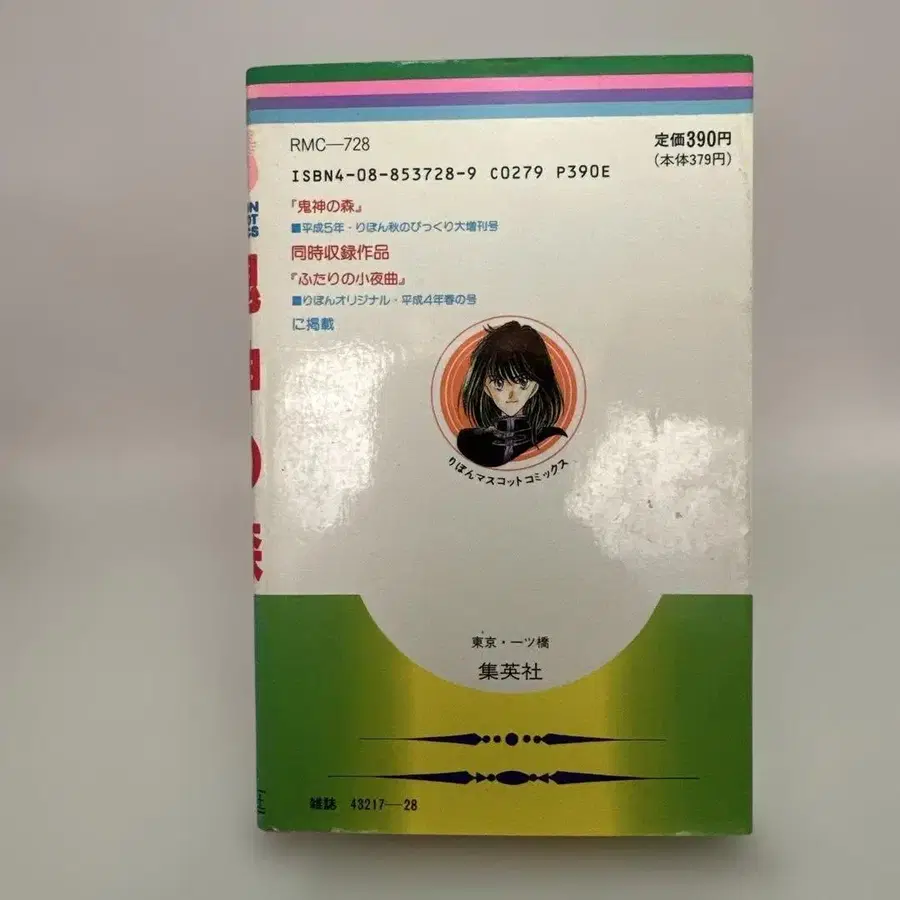 RMC—728
定価390円
(本体379円)
ISBN4-08-853728-9 C0279 P390E
『鬼神の森』
■平成5年・りぼん秋のびっくり大増刊号
同時収録作品
『ふたりの小夜曲』
■りぼんオリジナル・平成4年春の号
に掲載
りぼんマスコットコミックス
東京・一ツ橋
集英社
雑誌 43217—28